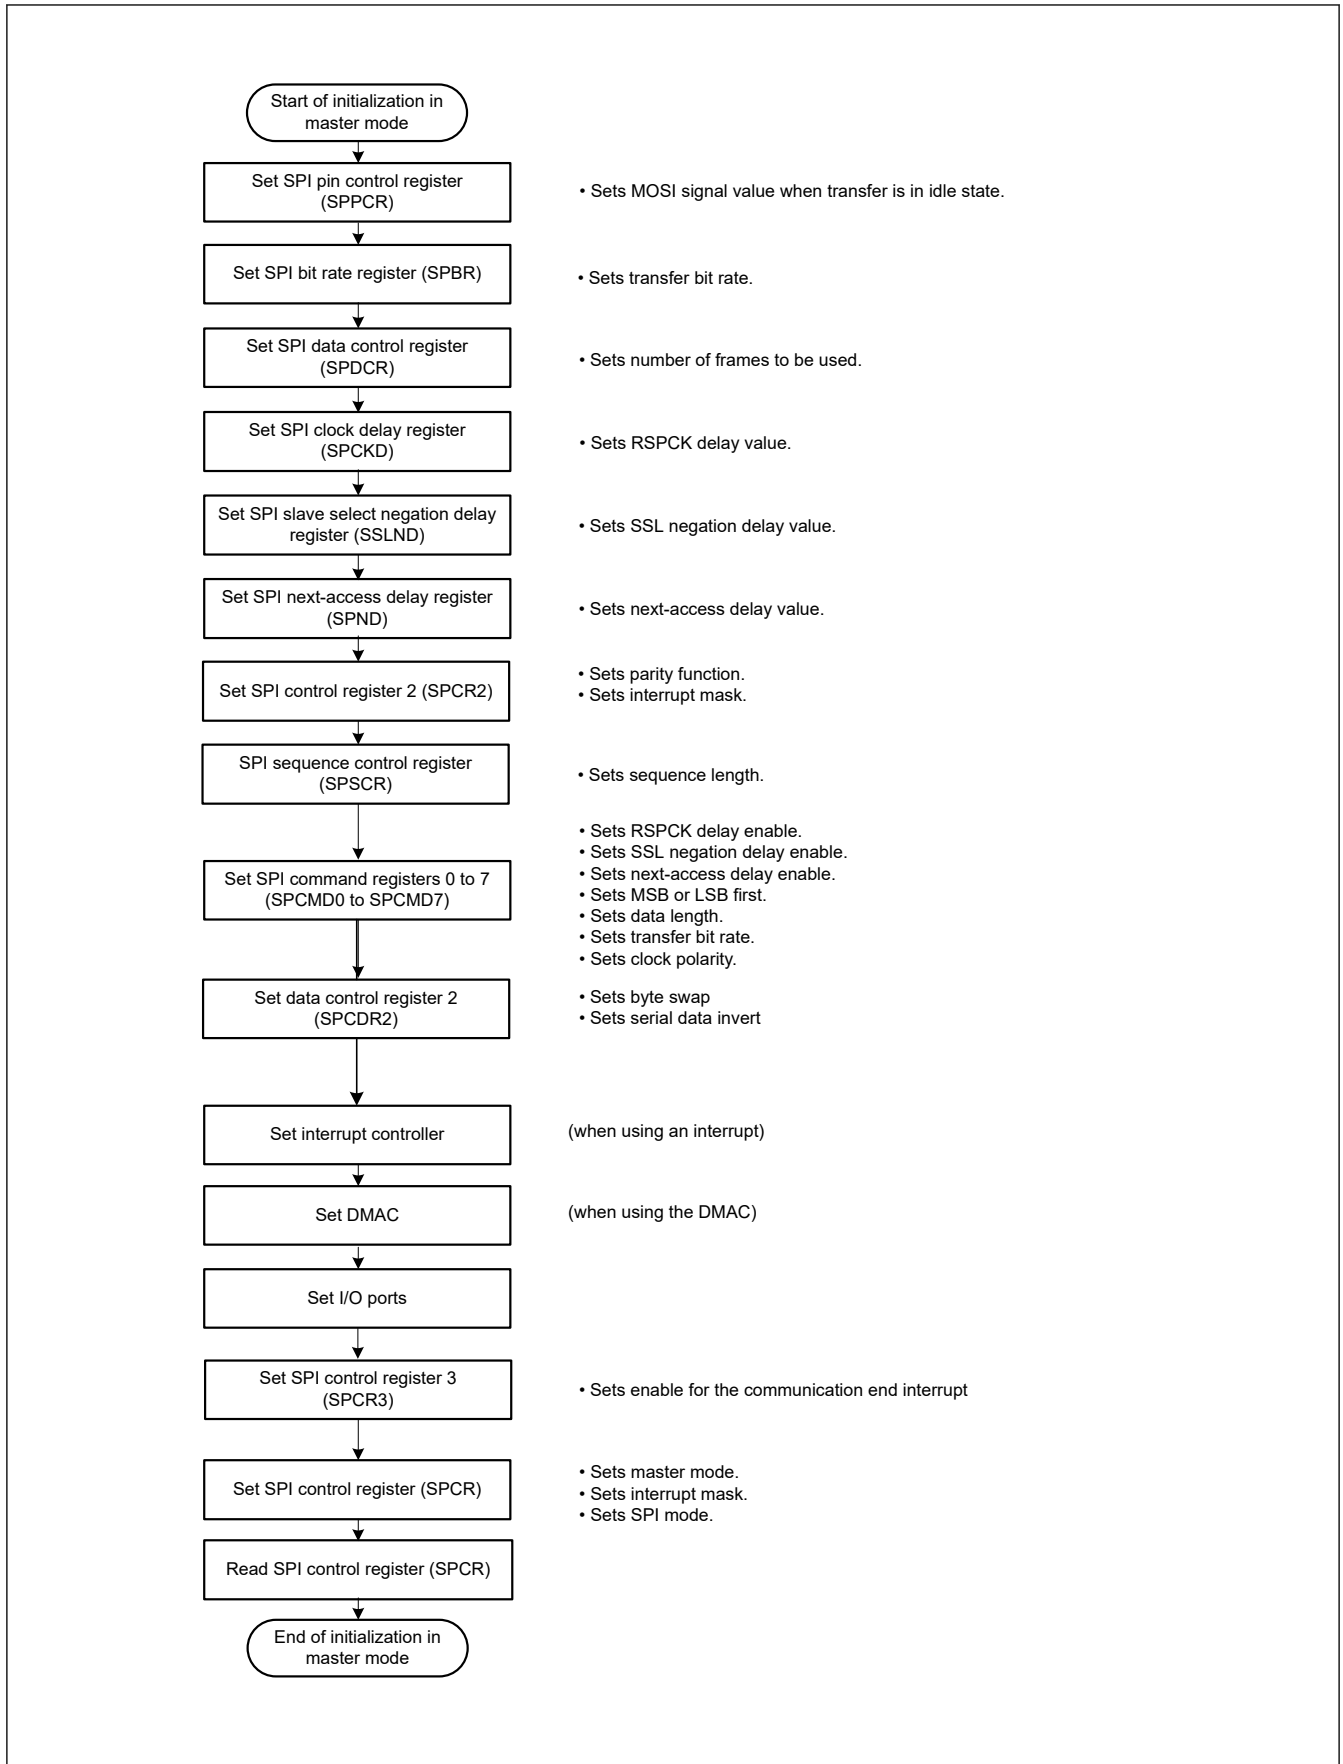 Start of initialization in
master mode
Set SPI pin control register
(SPPCR)
• Sets MOSI signal value when transfer is in idle state.
Set SPI bit rate register (SPBR)
• Sets transfer bit rate.
Set SPI data control register
(SPDCR)
• Sets number of frames to be used.
Set SPI clock delay register
(SPCKD)
• Sets RSPCK delay value.
Set SPI slave select negation delay
register (SSLND)
• Sets SSL negation delay value.
Set SPI next-access delay register
(SPND)
• Sets next-access delay value.
Set SPI control register 2 (SPCR2)
• Sets parity function.
• Sets interrupt mask.
SPI sequence control register
(SPSCR)
• Sets sequence length.
Set SPI command registers 0 to 7
(SPCMD0 to SPCMD7)
• Sets RSPCK delay enable.
• Sets SSL negation delay enable.
• Sets next-access delay enable.
• Sets MSB or LSB first.
• Sets data length.
• Sets transfer bit rate.
• Sets clock polarity.
Set data control register 2
(SPCDR2)
• Sets byte swap
• Sets serial data invert
Set interrupt controller
(when using an interrupt)
Set DMAC
(when using the DMAC)
Set I/O ports
Set SPI control register 3
(SPCR3)
• Sets enable for the communication end interrupt
Set SPI control register (SPCR)
• Sets master mode.
• Sets interrupt mask.
• Sets SPI mode.
Read SPI control register (SPCR)
End of initialization in
master mode